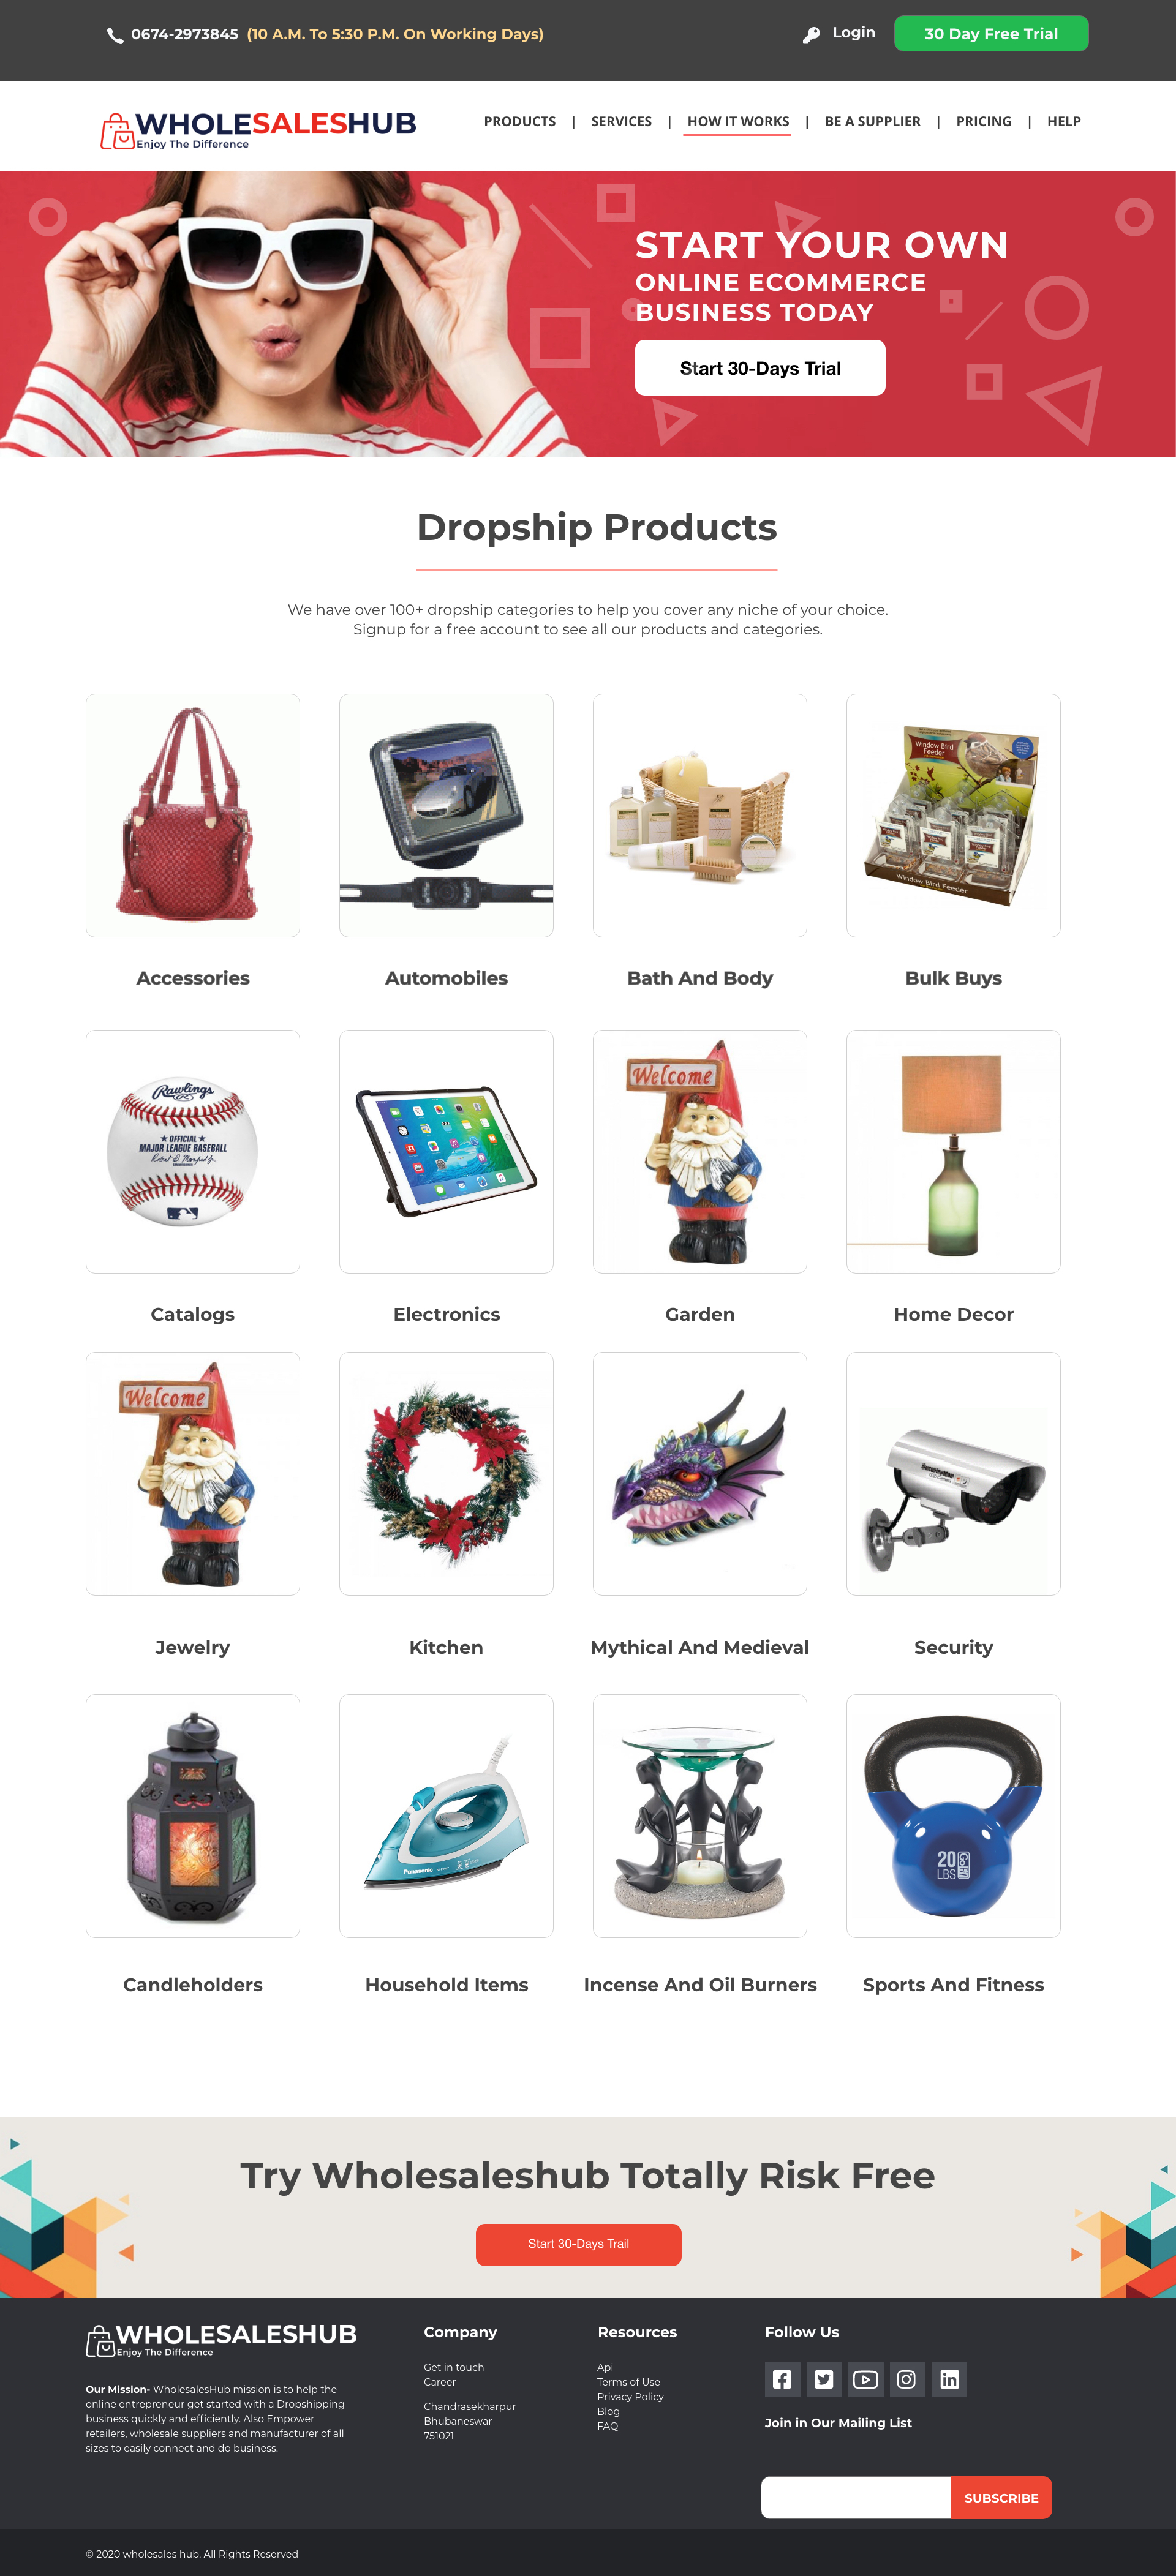 0674-2973845 (10 A.M. To 5:30 P.M. On Working Days)
Login
30 Day Free Trial
WHOLESALESHUB
Enjoy The Difference
PRODUCTS | SERVICES | HOW IT WORKS | BE A SUPPLIER | PRICING | HELP
START YOUR OWN
ONLINE ECOMMERCE
BUSINESS TODAY
Start 30-Days Trial
Dropship Products
We have over 100+ dropship categories to help you cover any niche of your choice.
Signup for a free account to see all our products and categories.
Window Bird
Feeder
Window Bird Feeder
Accessories
Automobiles
Bath And Body
Bulk Buys
Rawlings
★ OFFICIAL ★
MAJOR LEAGUE BASEBALL
Welcome
Catalogs
Electronics
Garden
Home Decor
Welcome
Jewelry
Kitchen
Mythical And Medieval
Security
Panasonic
20
LBS
GoFit
Candleholders
Household Items
Incense And Oil Burners
Sports And Fitness
Try Wholesaleshub Totally Risk Free
Start 30-Days Trail
WHOLESALESHUB
Enjoy The Difference
Our Mission- WholesalesHub mission is to help the
online entrepreneur get started with a Dropshipping
business quickly and efficiently. Also Empower
retailers, wholesale suppliers and manufacturer of all
sizes to easily connect and do business.
Company
Get in touch
Career
Chandrasekharpur
Bhubaneswar
751021
Resources
Api
Terms of Use
Privacy Policy
Blog
FAQ
Follow Us
Join in Our Mailing List
SUBSCRIBE
© 2020 wholesales hub. All Rights Reserved